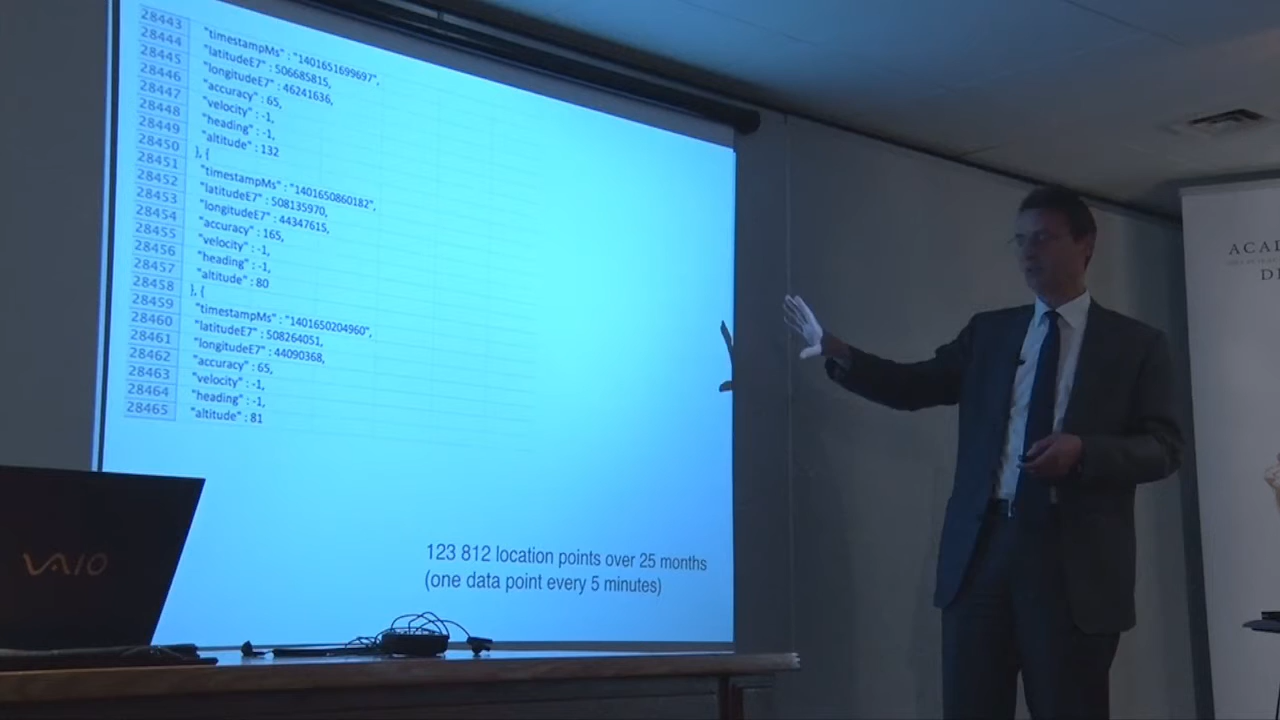 28443
28444 "timestampMs" : "1401651699697",
28445 "latitudeE7" : 506685815,
28446 "longitudeE7" : 46241636,
28447 "accuracy" : 65,
28448 "velocity" : -1,
28449 "heading" : -1,
28450 "altitude" : 132
28451 }, {
28452 "timestampMs" : "1401650860182",
28453 "latitudeE7" : 508135970,
28454 "longitudeE7" : 44347615,
28455 "accuracy" : 165,
28456 "velocity" : -1,
28457 "heading" : -1,
28458 "altitude" : 80
28459 }, {
28460 "timestampMs" : "1401650204960",
28461 "latitudeE7" : 508264051,
28462 "longitudeE7" : 44090368,
28463 "accuracy" : 65,
28464 "velocity" : -1,
28465 "heading" : -1,
"altitude" : 81
123 812 location points over 25 months
(one data point every 5 minutes)
VAIO